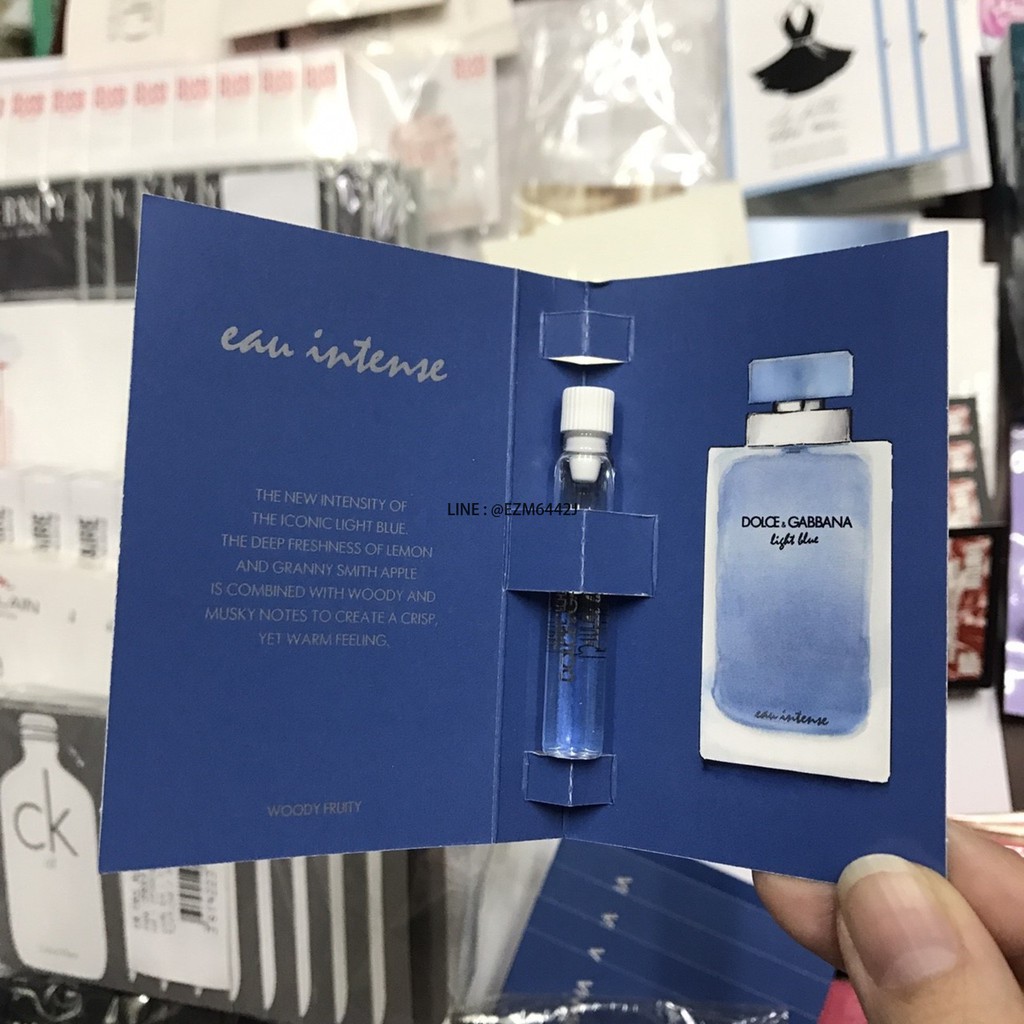 ERNITY
eau intense
THE NEW INTENSITY OF
THE ICONIC LIGHT BLUE.
THE DEEP FRESHNESS OF LEMON
AND GRANNY SMITH APPLE
IS COMBINED WITH WOODY AND
MUSKY NOTES TO CREATE A CRISP,
YET WARM FEELING.
WOODY FRUITY
LINE : @EZM6442J
DOLCE & GABBANA
light blue
eau intense
ck